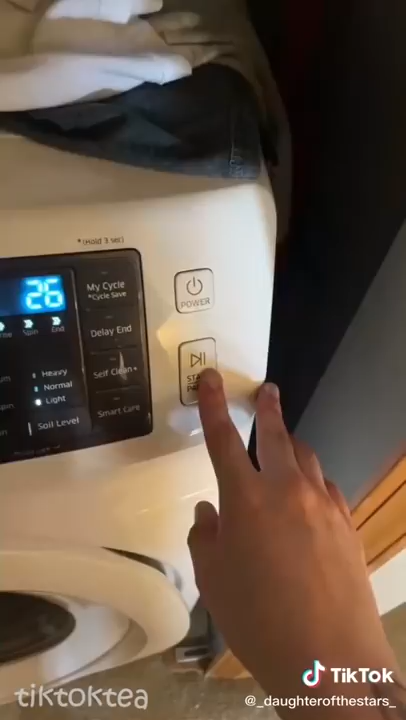 *(Hold 3 sec)
26
My Cycle
*Cycle Save
POWER
Spin End
Delay End
Heavy
Normal
Light
Self Clean+
Smart Care
Soil Level
TikTok
tiktoktea
@_daughterofthestars_